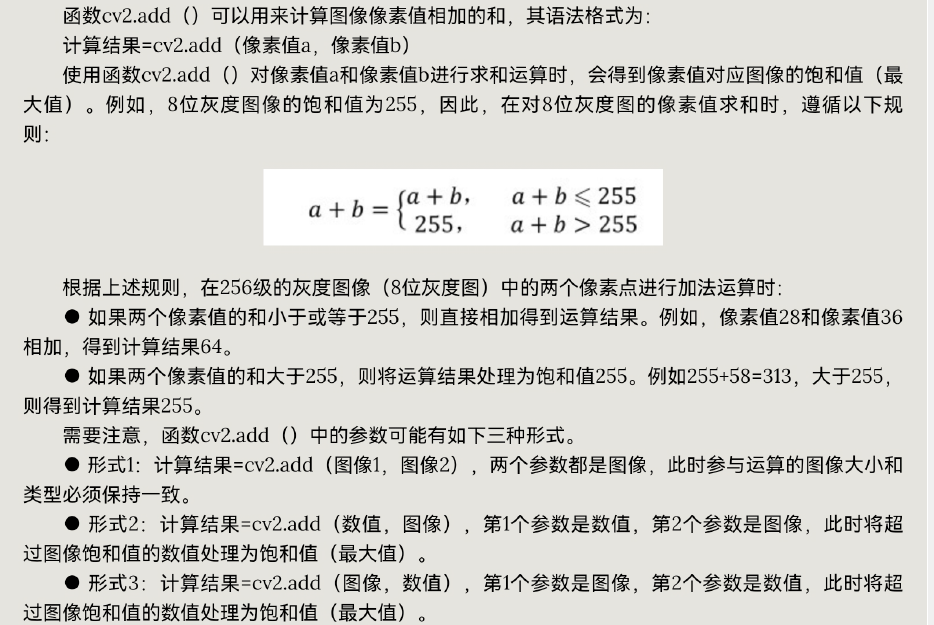 函数cv2.add（）可以用来计算图像像素值相加的和，其语法格式为：
计算结果=cv2.add（像素值a，像素值b）
使用函数cv2.add（）对像素值a和像素值b进行求和运算时，会得到像素值对应图像的饱和值（最
大值）。例如，8位灰度图像的饱和值为255，因此，在对8位灰度图的像素值求和时，遵循以下规
则：
a + b = { a + b, a + b ⩽ 255
255, a + b > 255
根据上述规则，在256级的灰度图像（8位灰度图）中的两个像素点进行加法运算时：
● 如果两个像素值的和小于或等于255，则直接相加得到运算结果。例如，像素值28和像素值36
相加，得到计算结果64。
● 如果两个像素值的和大于255，则将运算结果处理为饱和值255。例如255+58=313，大于255，
则得到计算结果255。
需要注意，函数cv2.add（）中的参数可能有如下三种形式。
● 形式1：计算结果=cv2.add（图像1，图像2），两个参数都是图像，此时参与运算的图像大小和
类型必须保持一致。
● 形式2：计算结果=cv2.add（数值，图像），第1个参数是数值，第2个参数是图像，此时将超
过图像饱和值的数值处理为饱和值（最大值）。
● 形式3：计算结果=cv2.add（图像，数值），第1个参数是图像，第2个参数是数值，此时将超
过图像饱和值的数值处理为饱和值（最大值）。